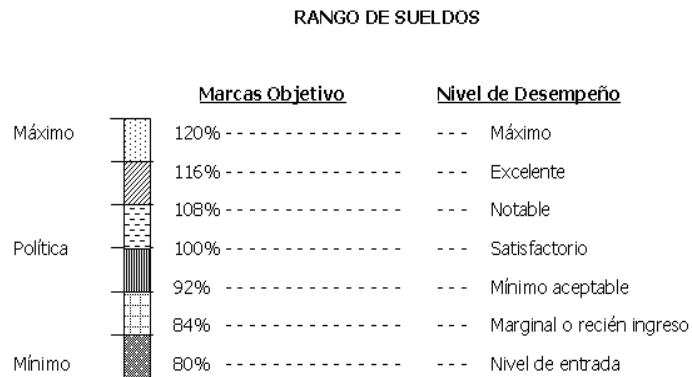 RANGO DE SUELDOS
Marcas Objetivo Nivel de Desempeño
Máximo 120% - - - - - - - - - - - - - - - - - - Máximo
116% - - - - - - - - - - - - - - - - - - Excelente
108% - - - - - - - - - - - - - - - - - - Notable
Política 100% - - - - - - - - - - - - - - - - - - Satisfactorio
92% - - - - - - - - - - - - - - - - - - Mínimo aceptable
84% - - - - - - - - - - - - - - - - - - Marginal o recién ingreso
Mínimo 80% - - - - - - - - - - - - - - - - - - Nivel de entrada